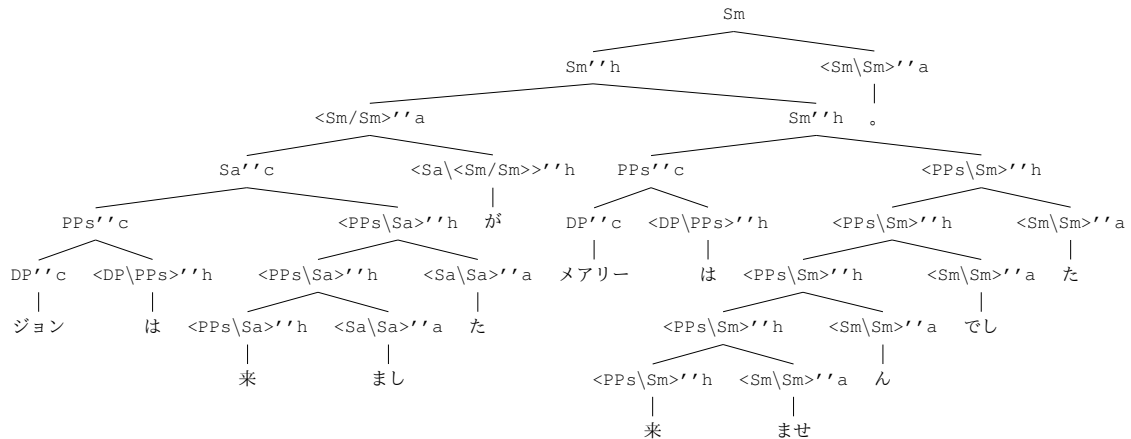 Sm
Sm''h <Sm\Sm>''a
<Sm/Sm>''a Sm''h 。
Sa''c <Sa\<Sm/Sm>>''h PPs''c <PPs\Sm>''h
PPs''c <PPs\Sa>''h が DP''c <DP\PPs>''h <PPs\Sm>''h <Sm\Sm>''a
DP''c <DP\PPs>''h <PPs\Sa>''h <Sa\Sa>''a メアリー は <PPs\Sm>''h <Sm\Sm>''a た
ジョン は <PPs\Sa>''h <Sa\Sa>''a た <PPs\Sm>''h <Sm\Sm>''a でし
来 まし <PPs\Sm>''h <Sm\Sm>''a ん
来 ませ